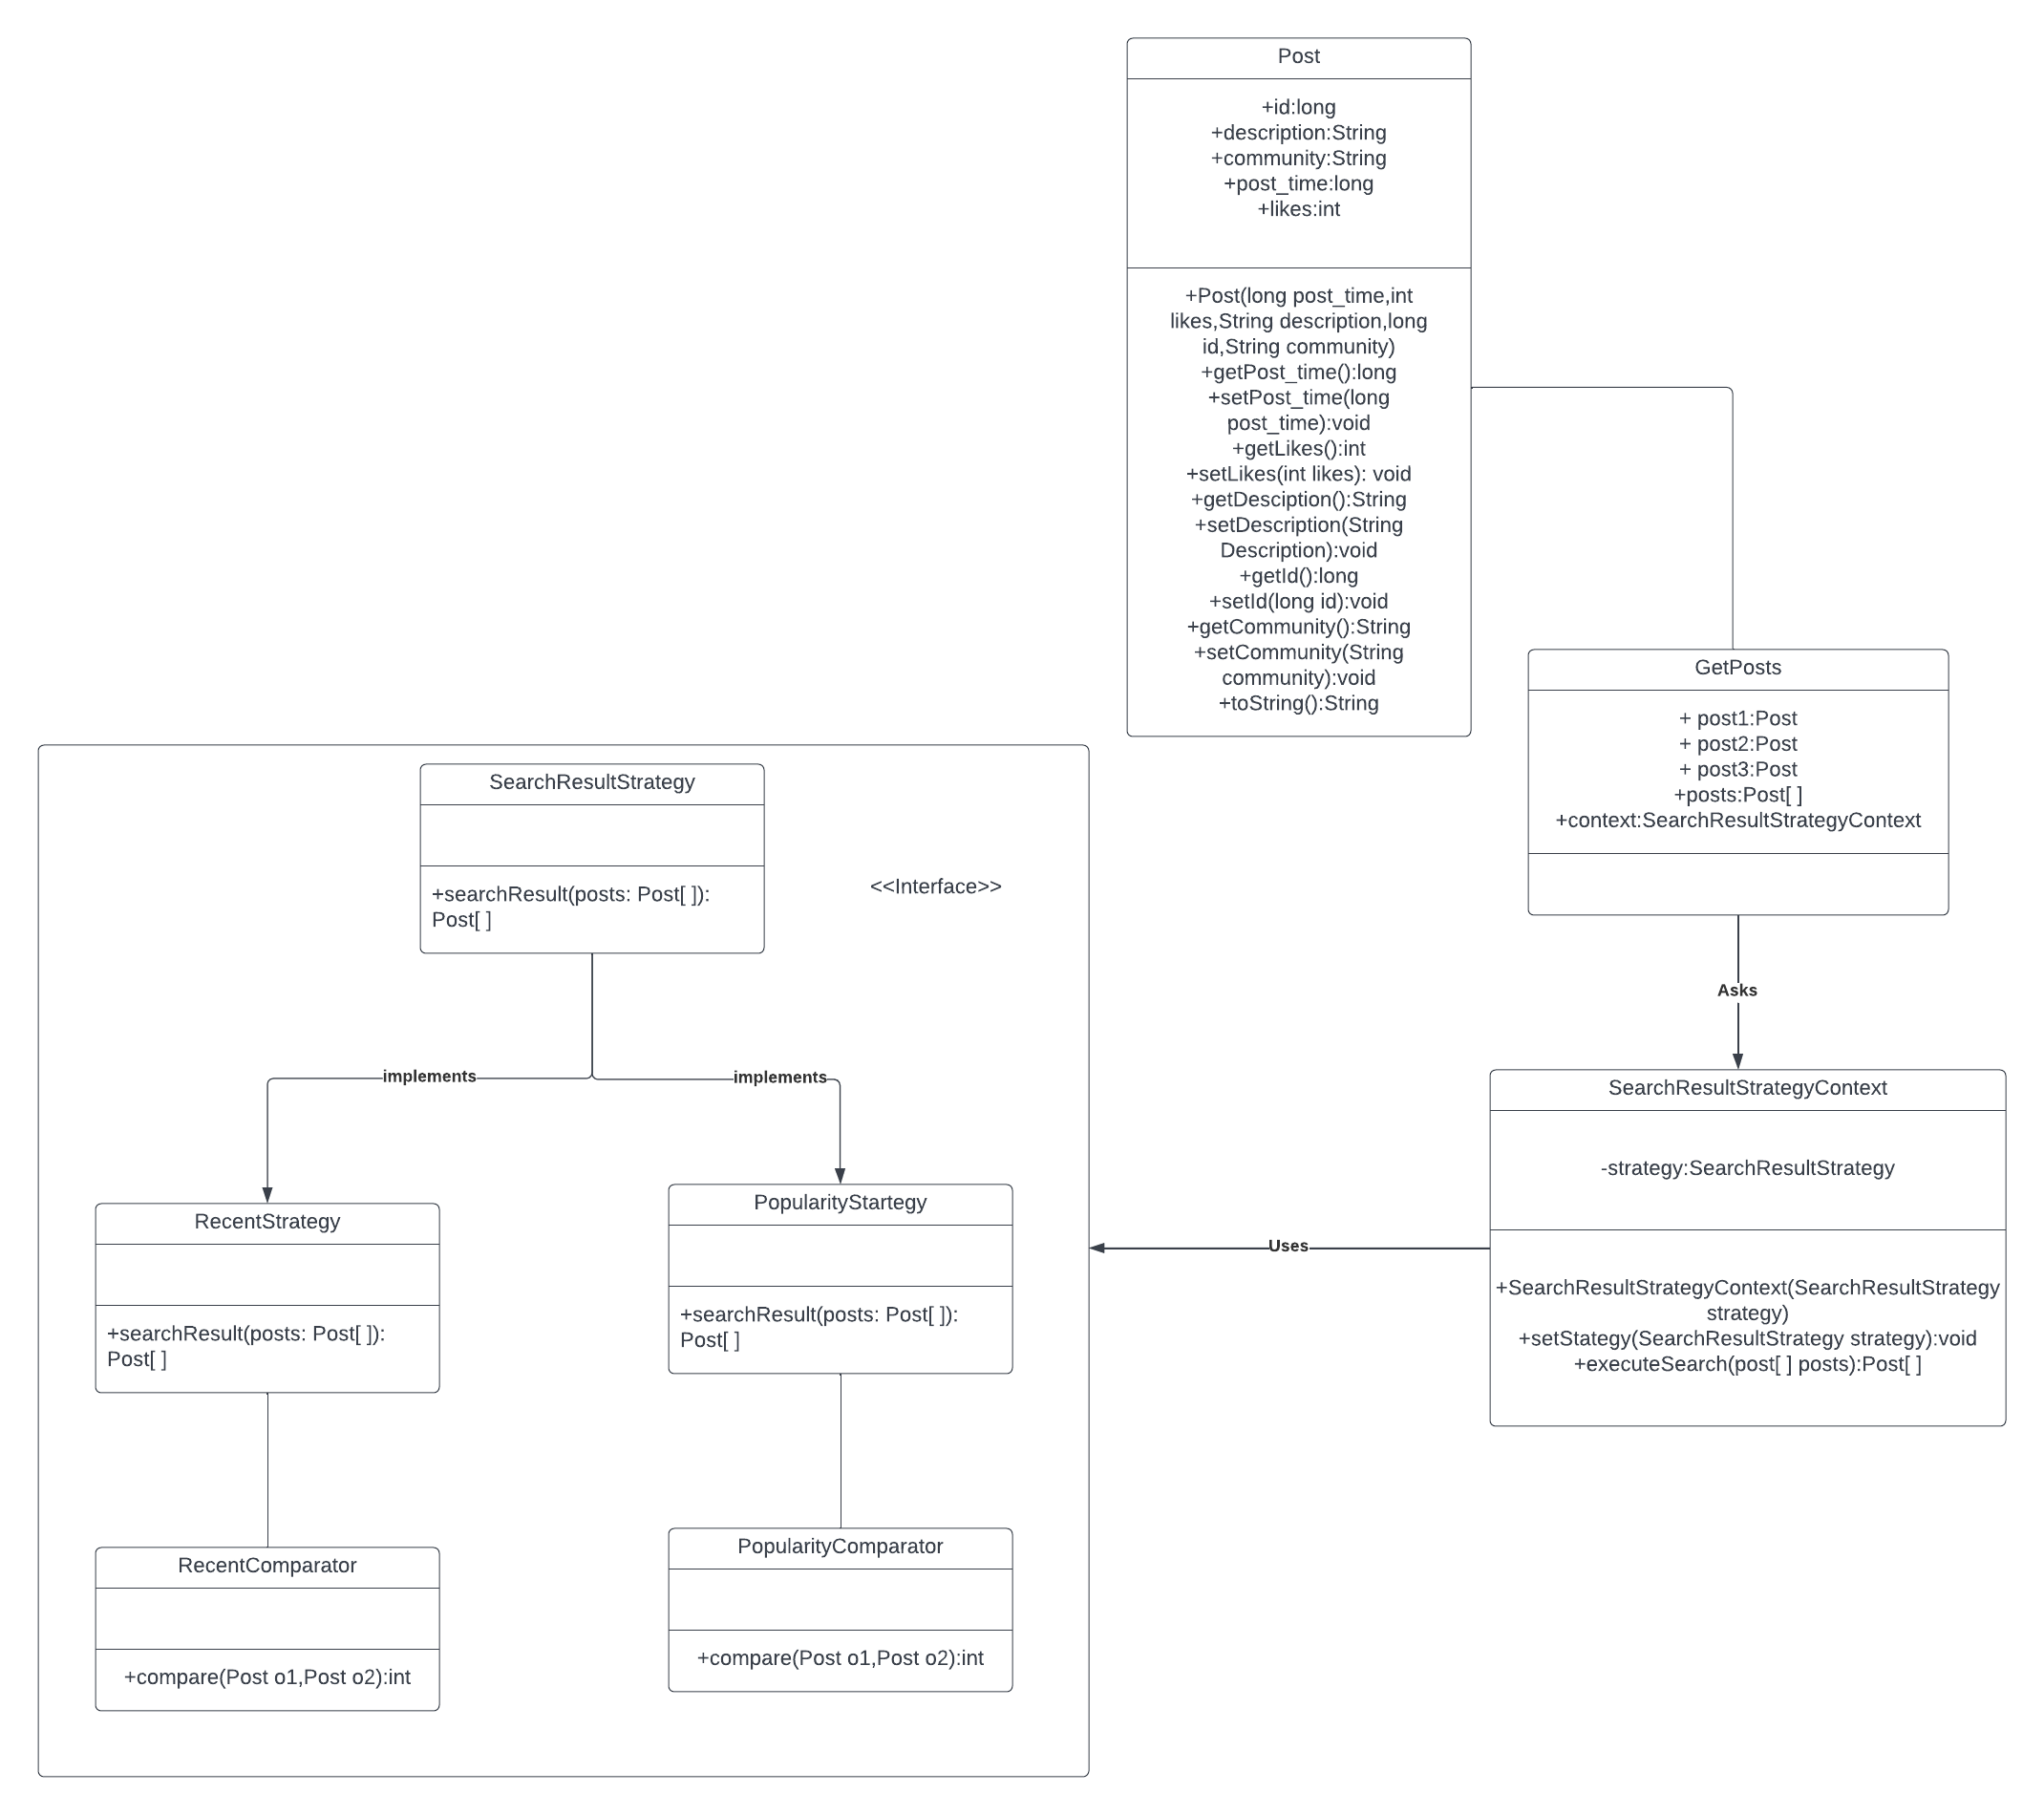 Post
+id:long
+description:String
+community:String
+post_time:long
+likes:int
+Post(long post_time,int
likes,String description,long
id,String community)
+getPost_time():long
+setPost_time(long
post_time):void
+getLikes():int
+setLikes(int likes): void
+getDesciption():String
+setDescription(String
Description):void
+getId():long
+setId(long id):void
+getCommunity():String
+setCommunity(String
community):void
+toString():String
GetPosts
+ post1:Post
+ post2:Post
+ post3:Post
+posts:Post[ ]
+context:SearchResultStrategyContext
Asks
SearchResultStrategyContext
-strategy:SearchResultStrategy
+SearchResultStrategyContext(SearchResultStrategy
strategy)
+setStategy(SearchResultStrategy strategy):void
+executeSearch(post[ ] posts):Post[ ]
Uses
SearchResultStrategy
+searchResult(posts: Post[ ]):
Post[ ]
<<Interface>>
implements
implements
RecentStrategy
+searchResult(posts: Post[ ]):
Post[ ]
PopularityStartegy
+searchResult(posts: Post[ ]):
Post[ ]
RecentComparator
+compare(Post o1,Post o2):int
PopularityComparator
+compare(Post o1,Post o2):int